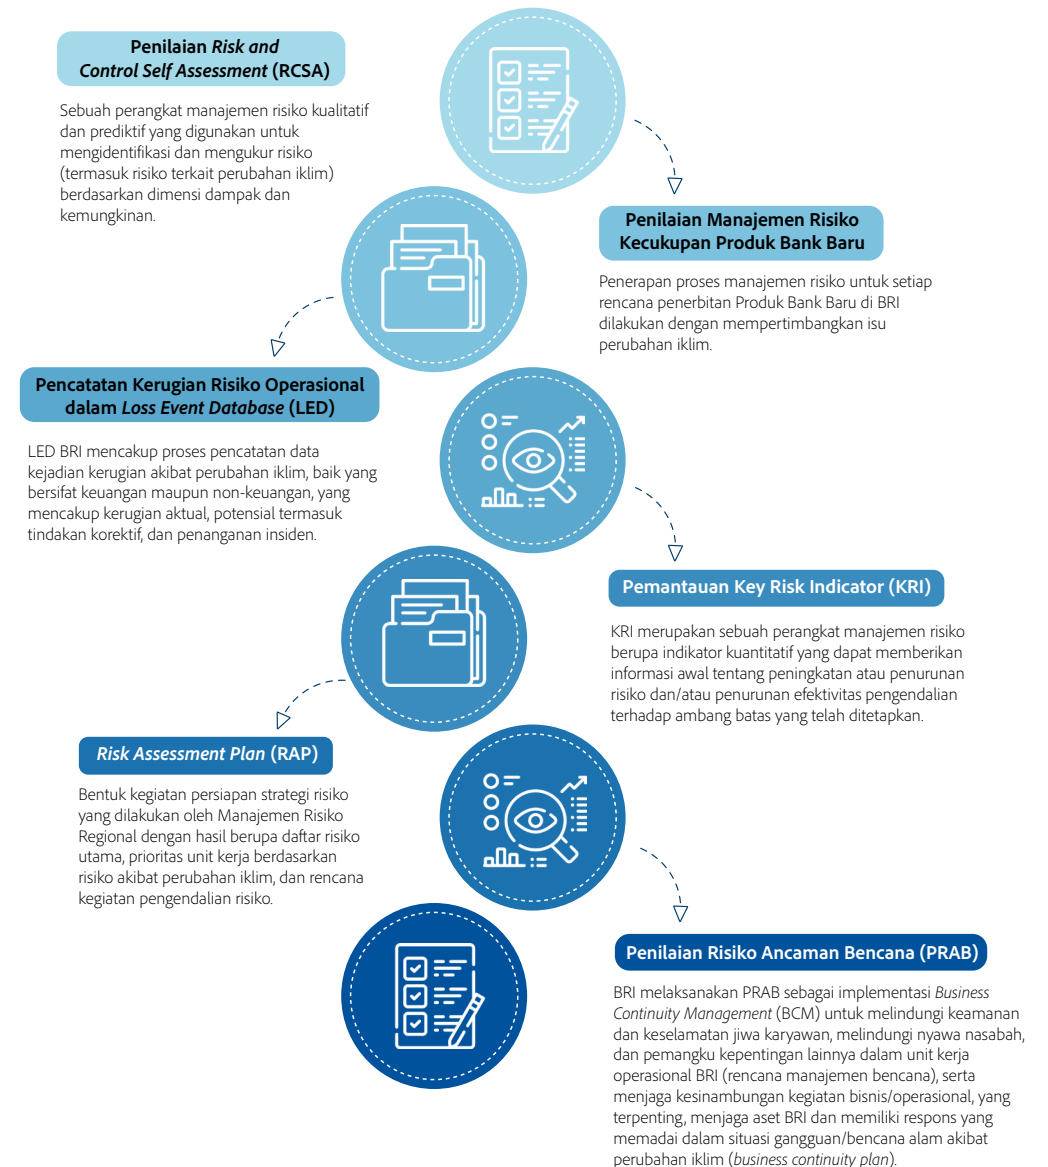 Penilaian Risk and
Control Self Assessment (RCSA)
Sebuah perangkat manajemen risiko kualitatif
dan prediktif yang digunakan untuk
mengidentifikasi dan mengukur risiko
(termasuk risiko terkait perubahan iklim)
berdasarkan dimensi dampak dan
kemungkinan.
Penilaian Manajemen Risiko
Kecukupan Produk Bank Baru
Penerapan proses manajemen risiko untuk setiap
rencana penerbitan Produk Bank Baru di BRI
dilakukan dengan mempertimbangkan isu
perubahan iklim.
Pencatatan Kerugian Risiko Operasional
dalam Loss Event Database (LED)
LED BRI mencakup proses pencatatan data
kejadian kerugian akibat perubahan iklim, baik yang
bersifat keuangan maupun non-keuangan, yang
mencakup kerugian aktual, potensial termasuk
tindakan korektif, dan penanganan insiden.
Pemantauan Key Risk Indicator (KRI)
KRI merupakan sebuah perangkat manajemen risiko
berupa indikator kuantitatif yang dapat memberikan
informasi awal tentang peningkatan atau penurunan
risiko dan/atau penurunan efektivitas pengendalian
terhadap ambang batas yang telah ditetapkan.
Risk Assessment Plan (RAP)
Bentuk kegiatan persiapan strategi risiko
yang dilakukan oleh Manajemen Risiko
Regional dengan hasil berupa daftar risiko
utama, prioritas unit kerja berdasarkan
risiko akibat perubahan iklim, dan rencana
kegiatan pengendalian risiko.
Penilaian Risiko Ancaman Bencana (PRAB)
BRI melaksanakan PRAB sebagai implementasi Business
Continuity Management (BCM) untuk melindungi keamanan
dan keselamatan jiwa karyawan, melindungi nyawa nasabah,
dan pemangku kepentingan lainnya dalam unit kerja
operasional BRI (rencana manajemen bencana), serta
menjaga kesinambungan kegiatan bisnis/operasional, yang
terpenting, menjaga aset BRI dan memiliki respons yang
memadai dalam situasi gangguan/bencana alam akibat
perubahan iklim (business continuity plan).